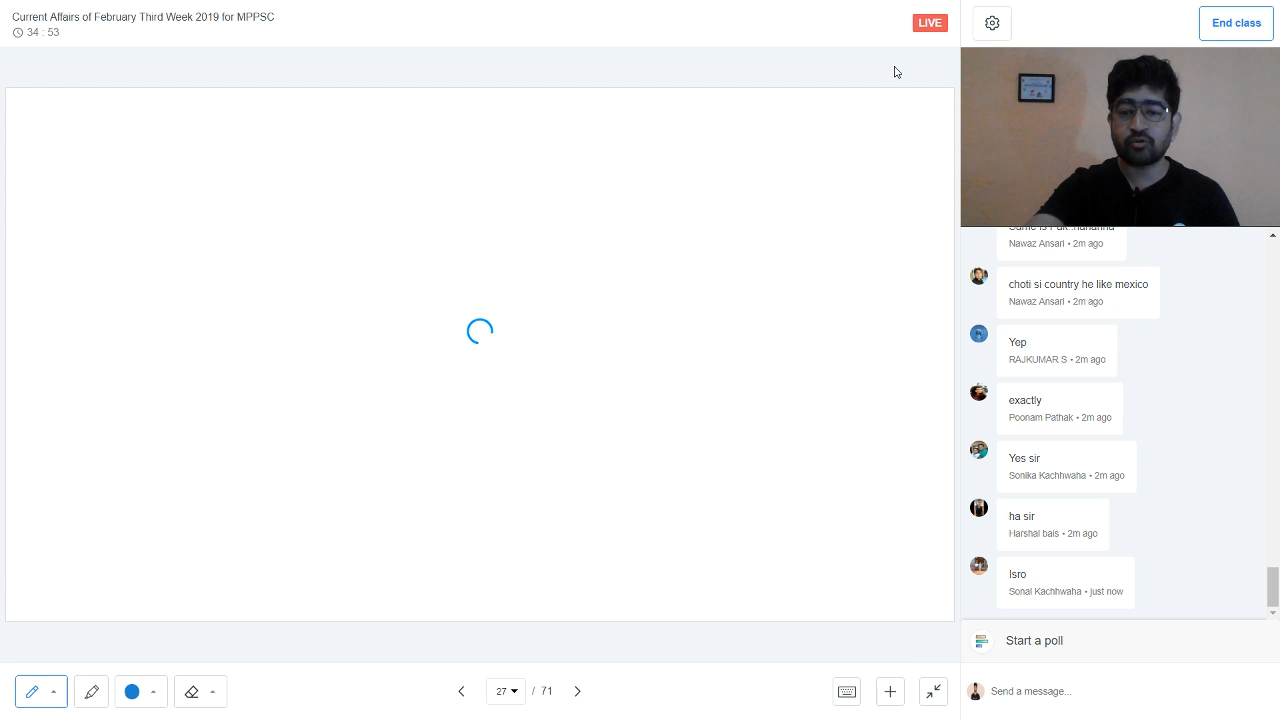 Current Affairs of February Third Week 2019 for MPPSC
34 : 53
LIVE
End class
Nawaz Ansari • 2m ago
choti si country he like mexico
Nawaz Ansari • 2m ago
Yep
RAJKUMAR S • 2m ago
exactly
Poonam Pathak • 2m ago
Yes sir
Sonika Kachhwaha • 2m ago
ha sir
Harshal bais • 2m ago
Isro
Sonal Kachhwaha • just now
Start a poll
27 / 71
Send a message...